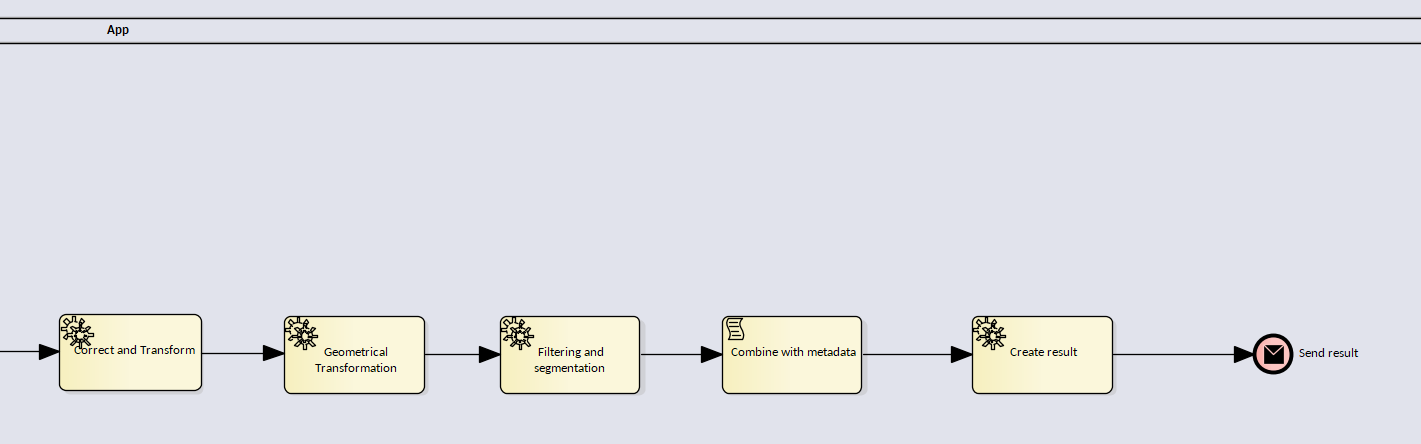 App
Correct and Transform
Geometrical
Transformation
Filtering and
segmentation
Combine with metadata
Create result
Send result